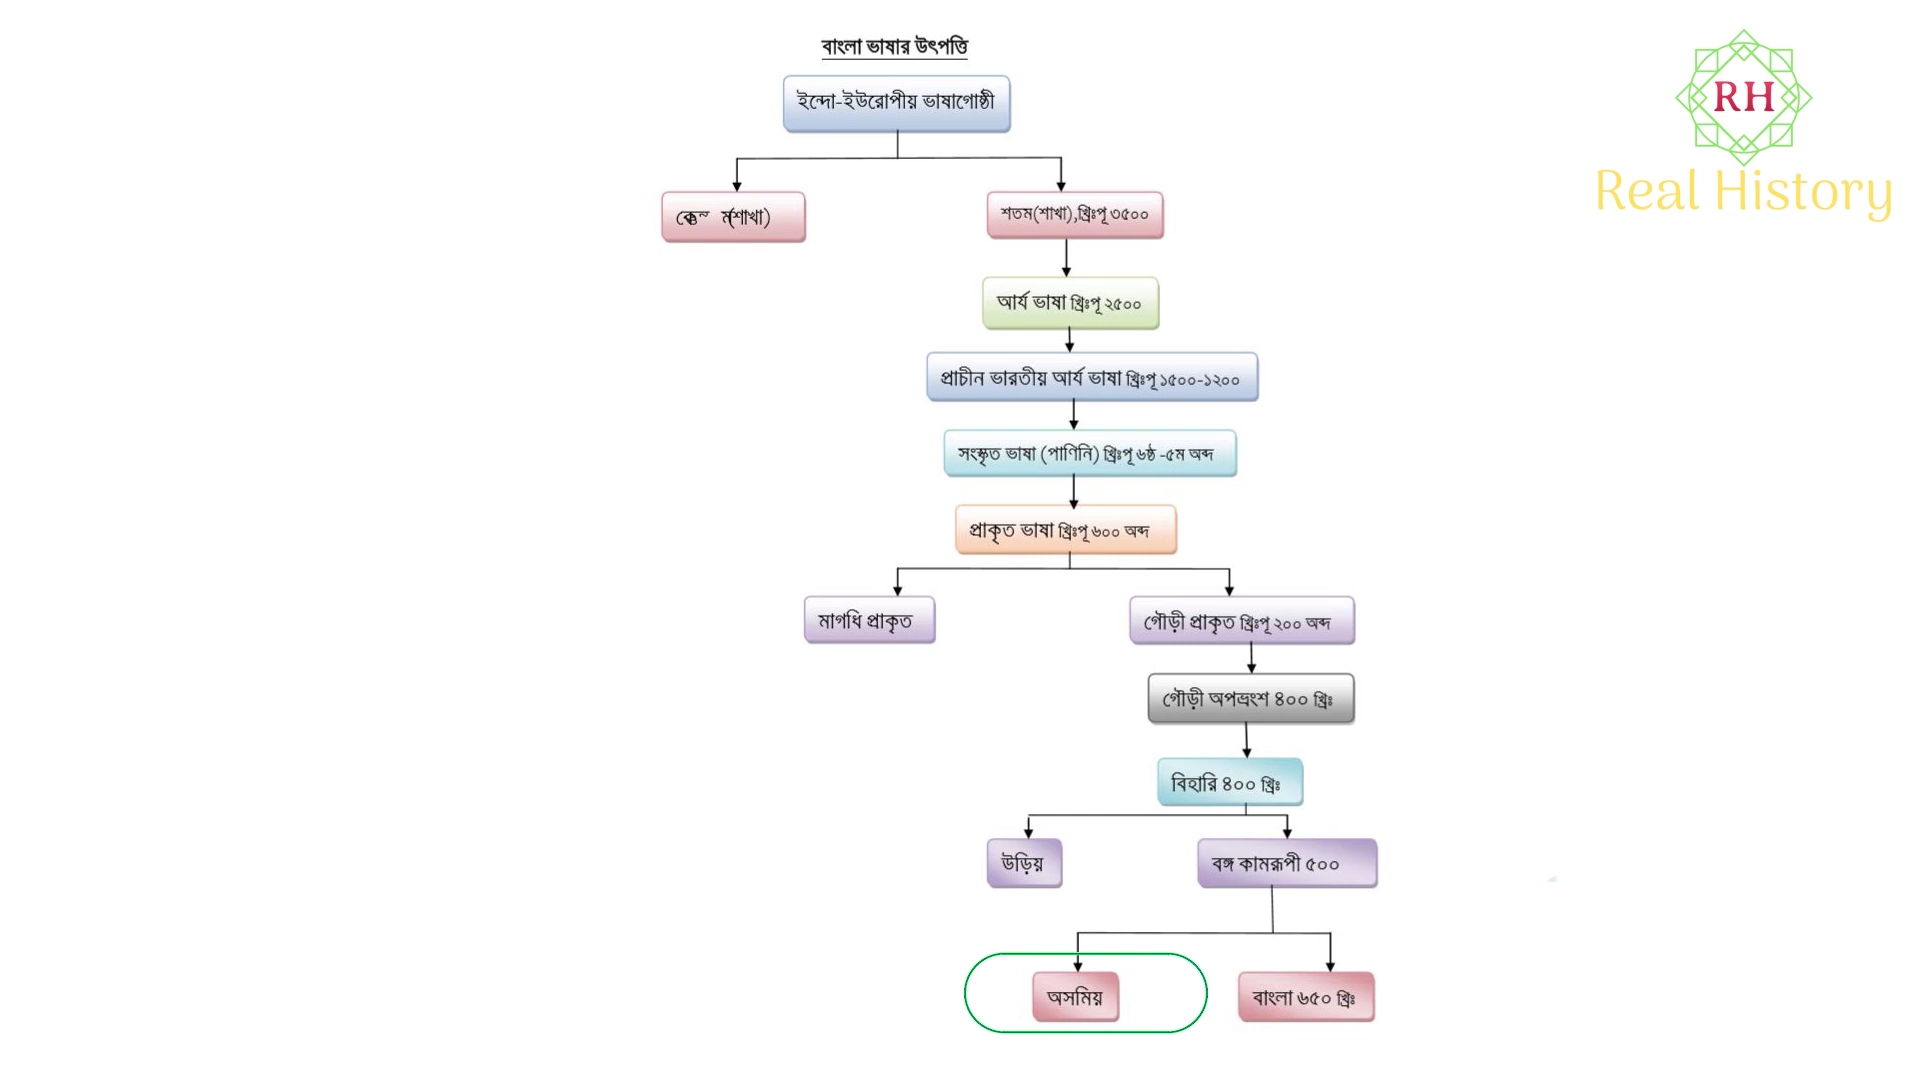 বাংলা ভাষার উৎপত্তি
RH
Real History
ইন্দো-ইউরোপীয় ভাষাগোষ্ঠী
(শাখা)
শতম(শাখা),খ্রিঃপূ ৩৫০০
আর্য ভাষা খ্রিঃপূ ২৫০০
প্রাচীন ভারতীয় আর্য ভাষা খ্রিঃপূ ১৫০০-১২০০
সংস্কৃত ভাষা (পাণিনি) খ্রিঃপূ ৬ষ্ঠ -৫ম অব্দ
প্রাকৃত ভাষা খ্রিঃপূ ৬০০ অব্দ
মাগধি প্রাকৃত
গৌড়ী প্রাকৃত খ্রিঃপূ ২০০ অব্দ
গৌড়ী অপভ্রংশ ৪০০ খ্রিঃ
বিহারি ৪০০ খ্রিঃ
উড়িয়
বঙ্গ কামরূপী ৫০০
অসমিয়
বাংলা ৬৫০ খ্রিঃ